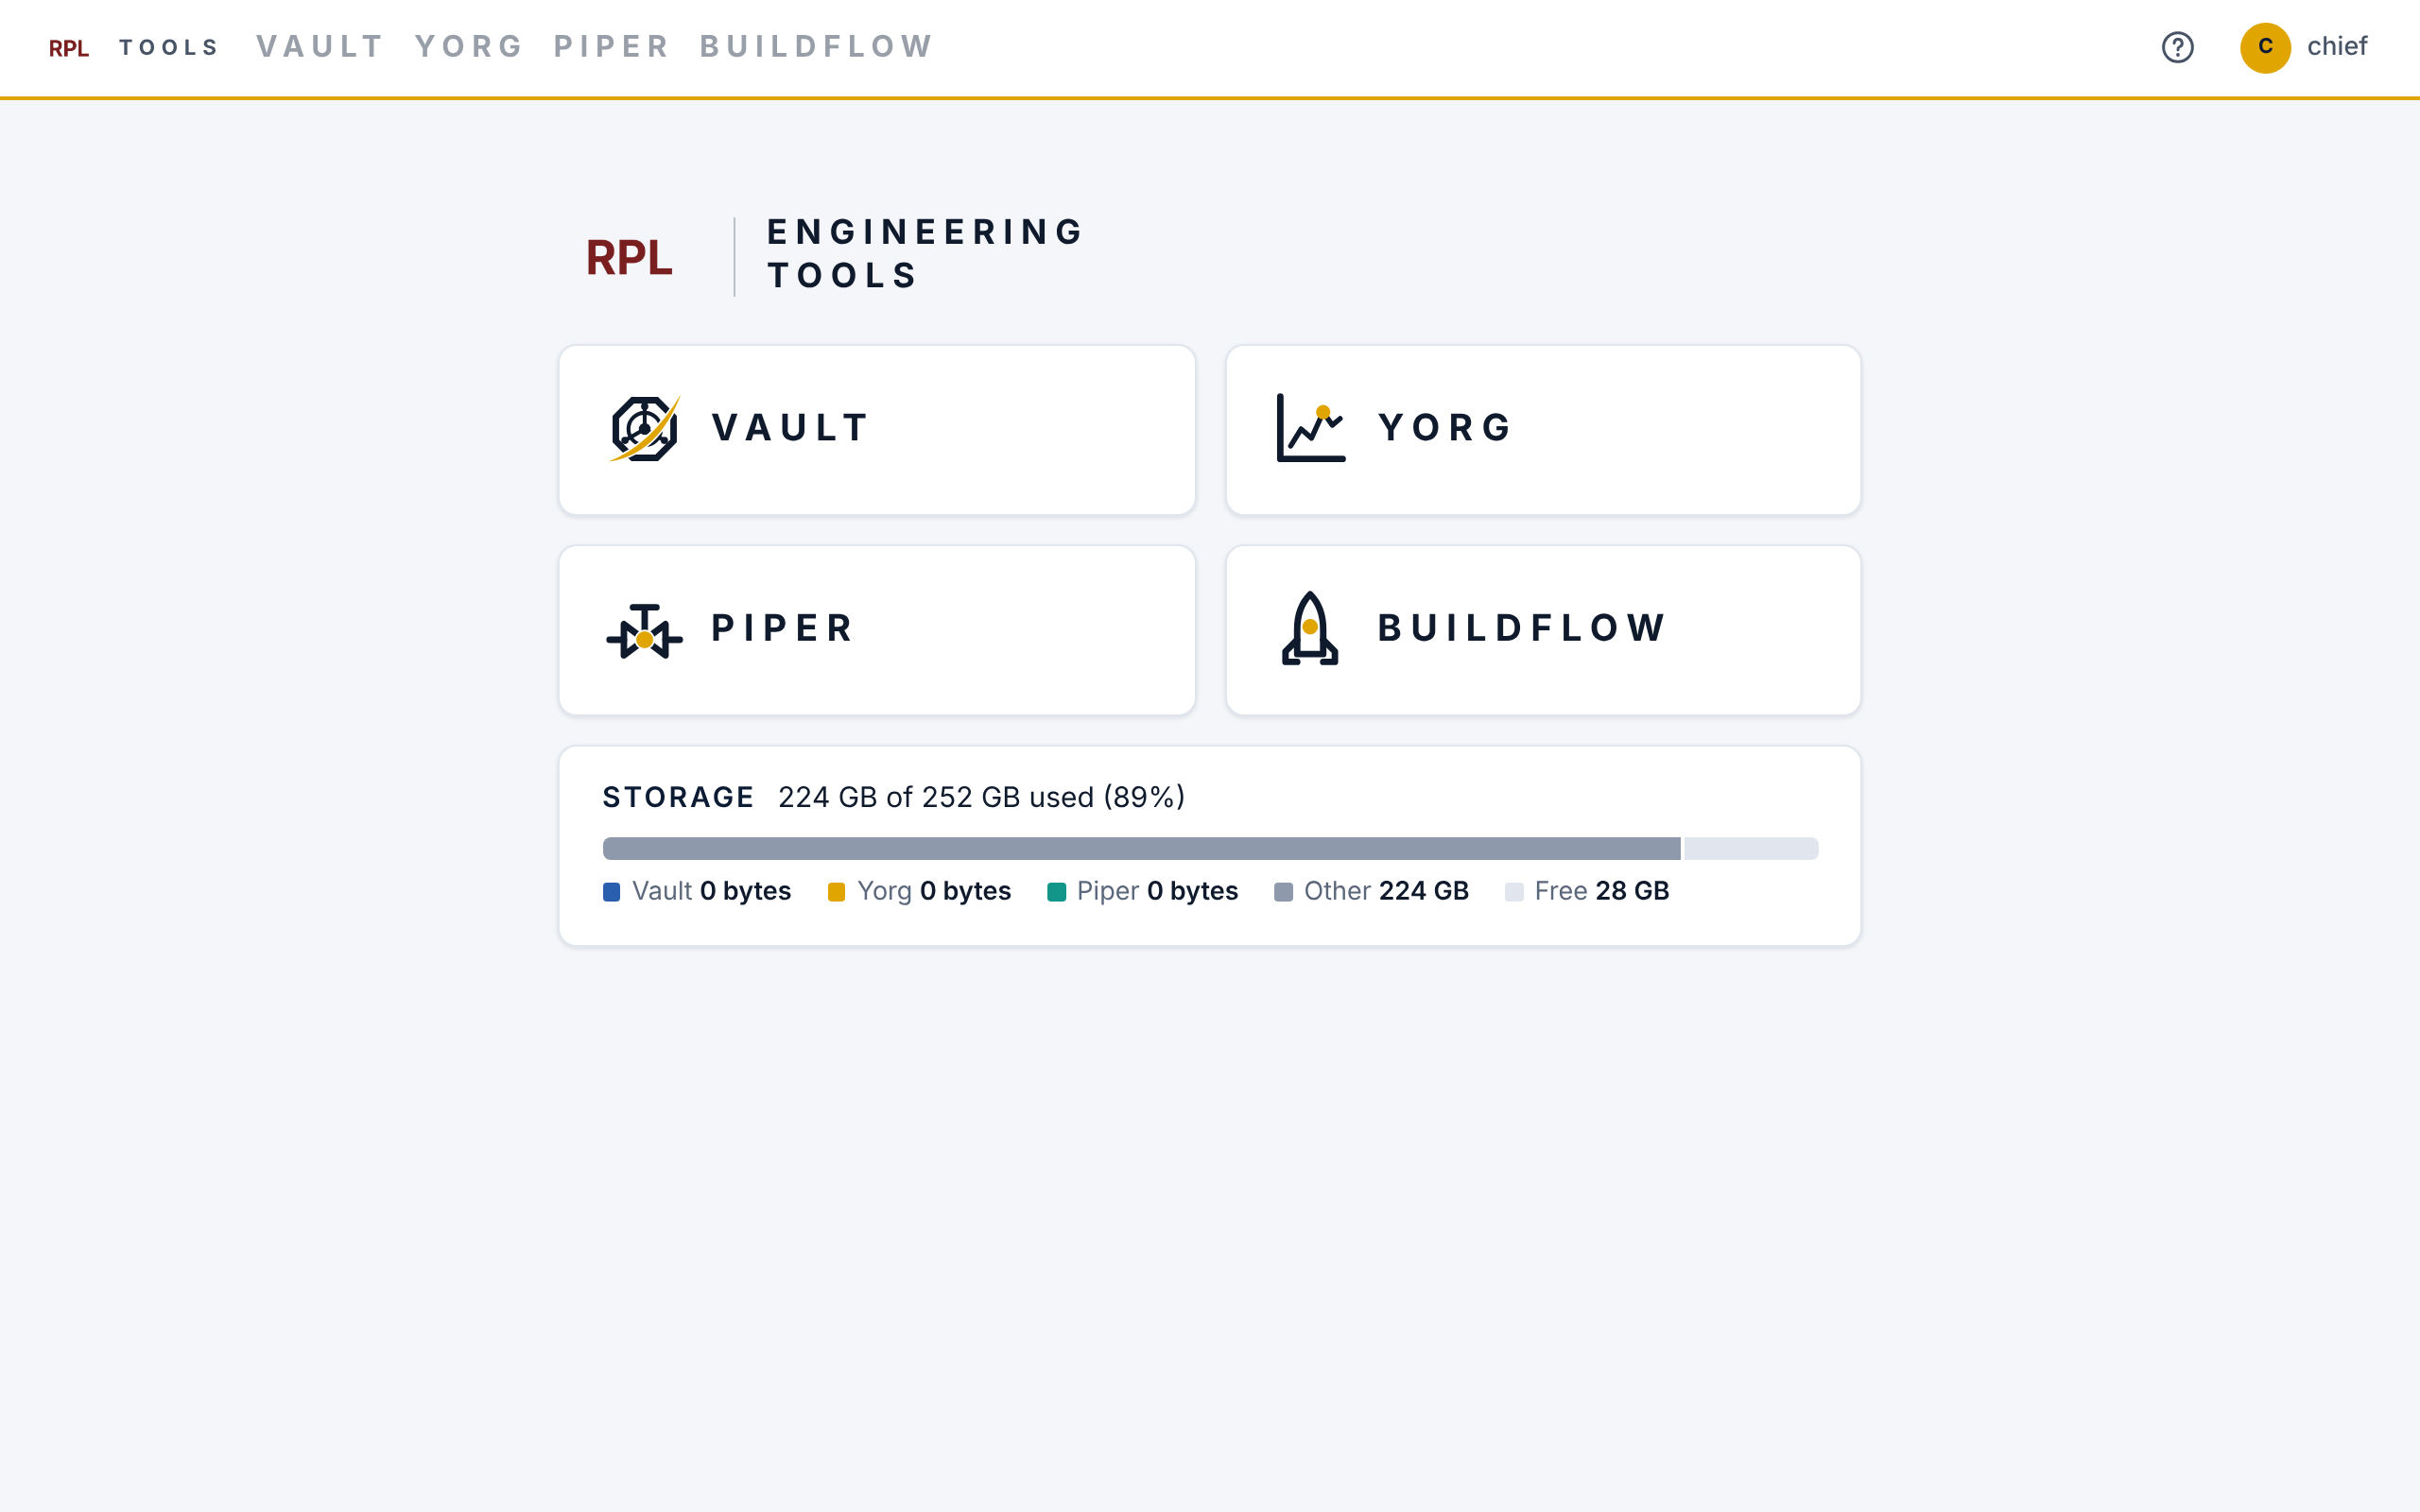 RPL TOOLS VAULT YORG PIPER BUILDFLOW C chief
RPL
ENGINEERING
TOOLS
VAULT
YORG
PIPER
BUILDFLOW
STORAGE 224 GB of 252 GB used (89%)
Vault 0 bytes Yorg 0 bytes Piper 0 bytes Other 224 GB Free 28 GB